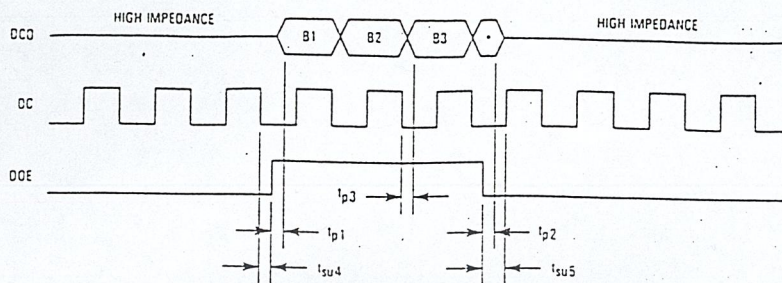 HIGH IMPEDANCE
HIGH IMPEDANCE
DCO
B1
B2
B3
*
DC
DOE
tp3
tp1
tp2
tsu4
tsu5